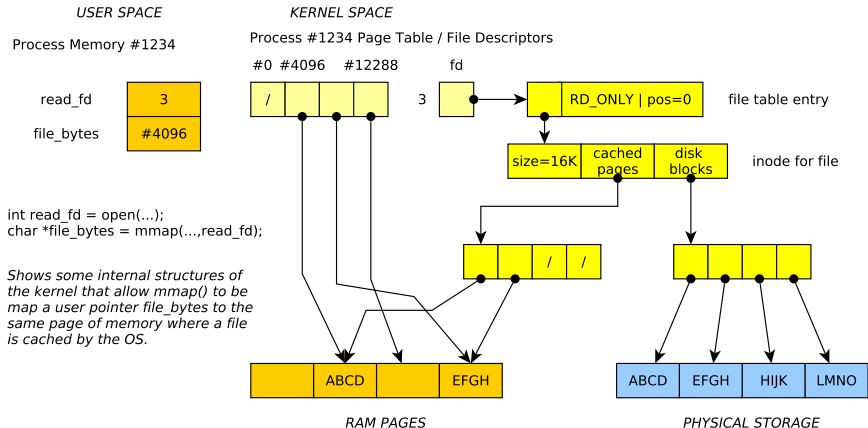 USER SPACE
KERNEL SPACE
Process Memory #1234
Process #1234 Page Table / File Descriptors
#0 #4096 #12288 fd
read_fd 3 / 3 RD_ONLY | pos=0 file table entry
file_bytes #4096
size=16K cached pages disk blocks inode for file
int read_fd = open(...);
char *file_bytes = mmap(...,read_fd);
/ /
Shows some internal structures of
the kernel that allow mmap() to be
map a user pointer file_bytes to the
same page of memory where a file
is cached by the OS.
ABCD EFGH ABCD EFGH HIJK LMNO
RAM PAGES PHYSICAL STORAGE